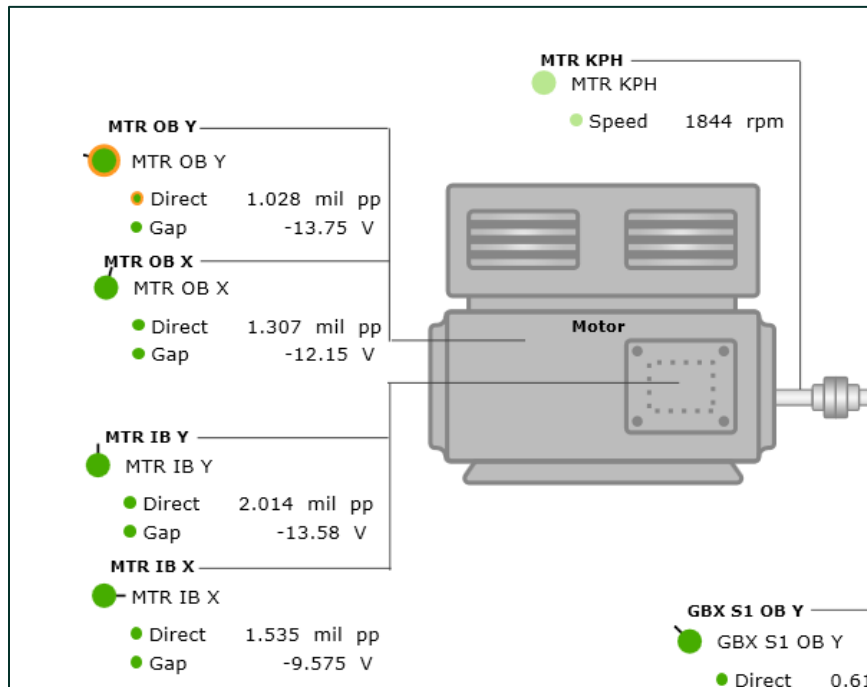 MTR KPH
MTR KPH
Speed 1844 rpm
MTR OB Y
MTR OB Y
Direct 1.028 mil pp
Gap -13.75 V
MTR OB X
MTR OB X
Direct 1.307 mil pp
Gap -12.15 V
Motor
MTR IB Y
MTR IB Y
Direct 2.014 mil pp
Gap -13.58 V
MTR IB X
MTR IB X
Direct 1.535 mil pp
Gap -9.575 V
GBX S1 OB Y
GBX S1 OB Y
Direct 0.61